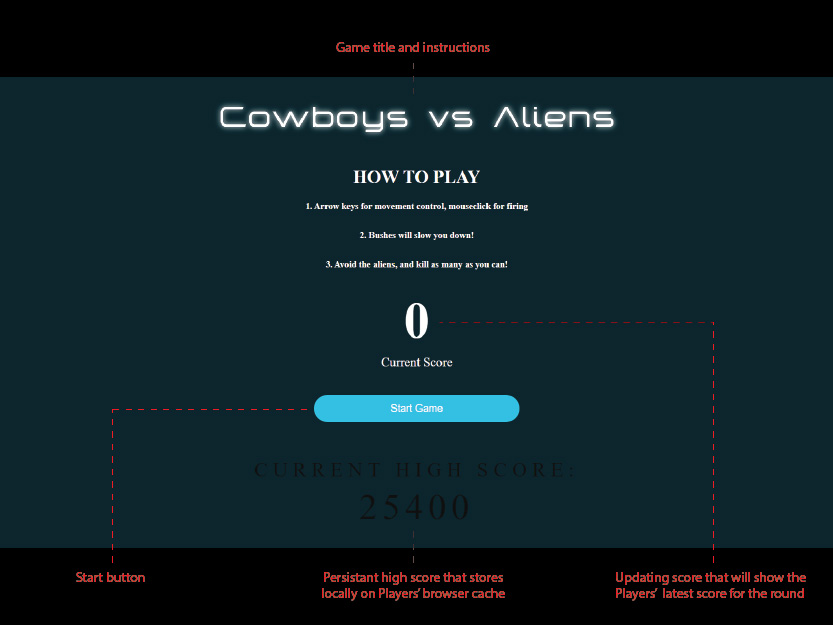 Game title and instructions
Cowboys vs Aliens
HOW TO PLAY
1. Arrow keys for movement control, mouseclick for firing
2. Bushes will slow you down!
3. Avoid the aliens, and kill as many as you can!
0
Current Score
Start Game
CURRENT HIGH SCORE:
25400
Start button
Persistant high score that stores
locally on Players' browser cache
Updating score that will show the
Players' latest score for the round